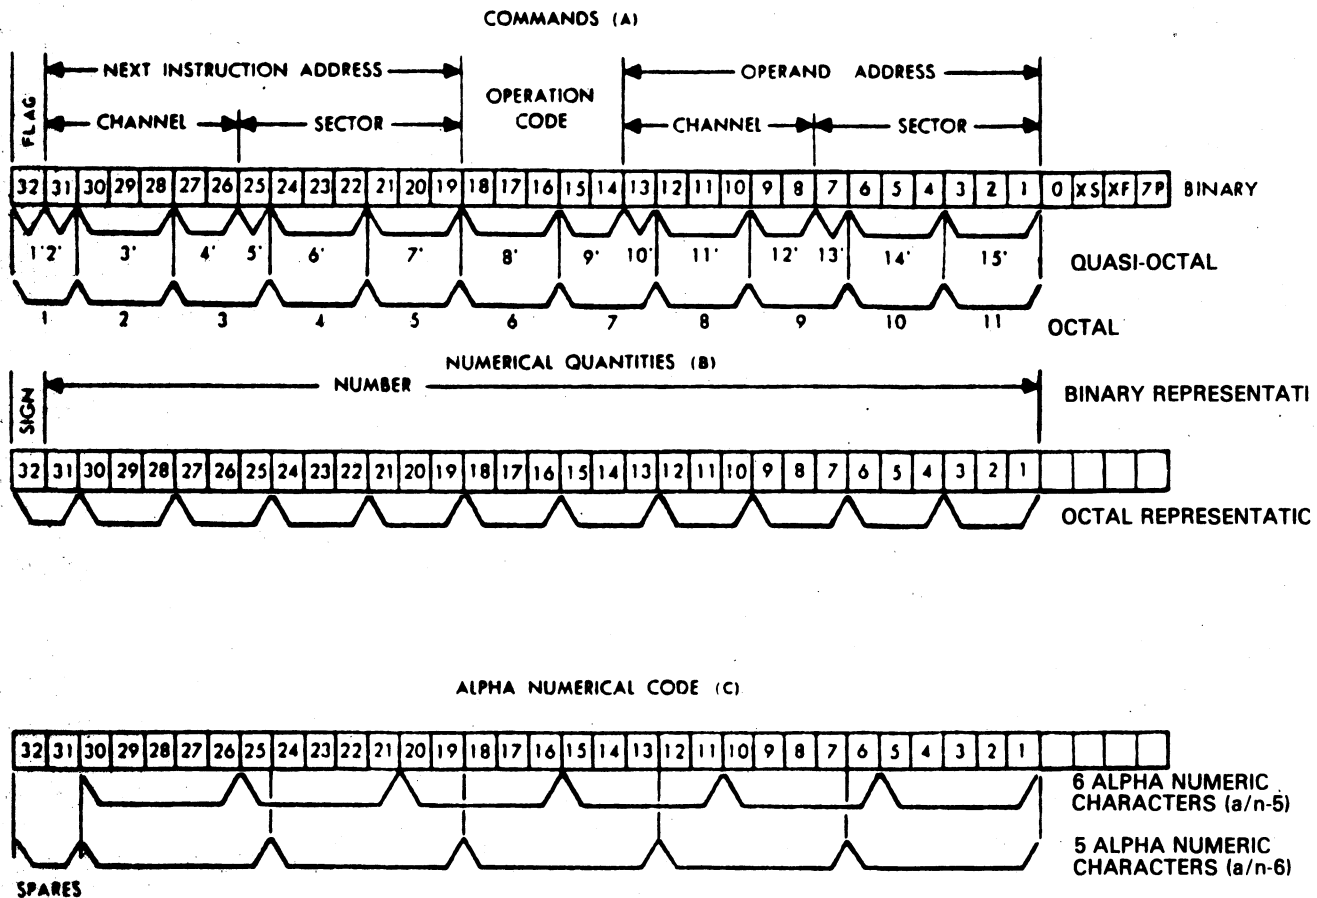 COMMANDS (A)
NEXT INSTRUCTION ADDRESS
OPERAND ADDRESS
FLAG
CHANNEL
SECTOR
OPERATION
CODE
CHANNEL
SECTOR
32 31 30 29 28 27 26 25 24 23 22 21 20 19 18 17 16 15 14 13 12 11 10 9 8 7 6 5 4 3 2 1 0 XS XF 7P BINARY
1' 2' 3' 4' 5' 6' 7' 8' 9' 10' 11' 12' 13' 14' 15' QUASI-OCTAL
1 2 3 4 5 6 7 8 9 10 11 OCTAL
NUMERICAL QUANTITIES (B)
SIGN
NUMBER
BINARY REPRESENTATI
32 31 30 29 28 27 26 25 24 23 22 21 20 19 18 17 16 15 14 13 12 11 10 9 8 7 6 5 4 3 2 1
OCTAL REPRESENTATIC
ALPHA NUMERICAL CODE (C)
32 31 30 29 28 27 26 25 24 23 22 21 20 19 18 17 16 15 14 13 12 11 10 9 8 7 6 5 4 3 2 1
6 ALPHA NUMERIC
CHARACTERS (a/n-5)
5 ALPHA NUMERIC
CHARACTERS (a/n-6)
SPARES